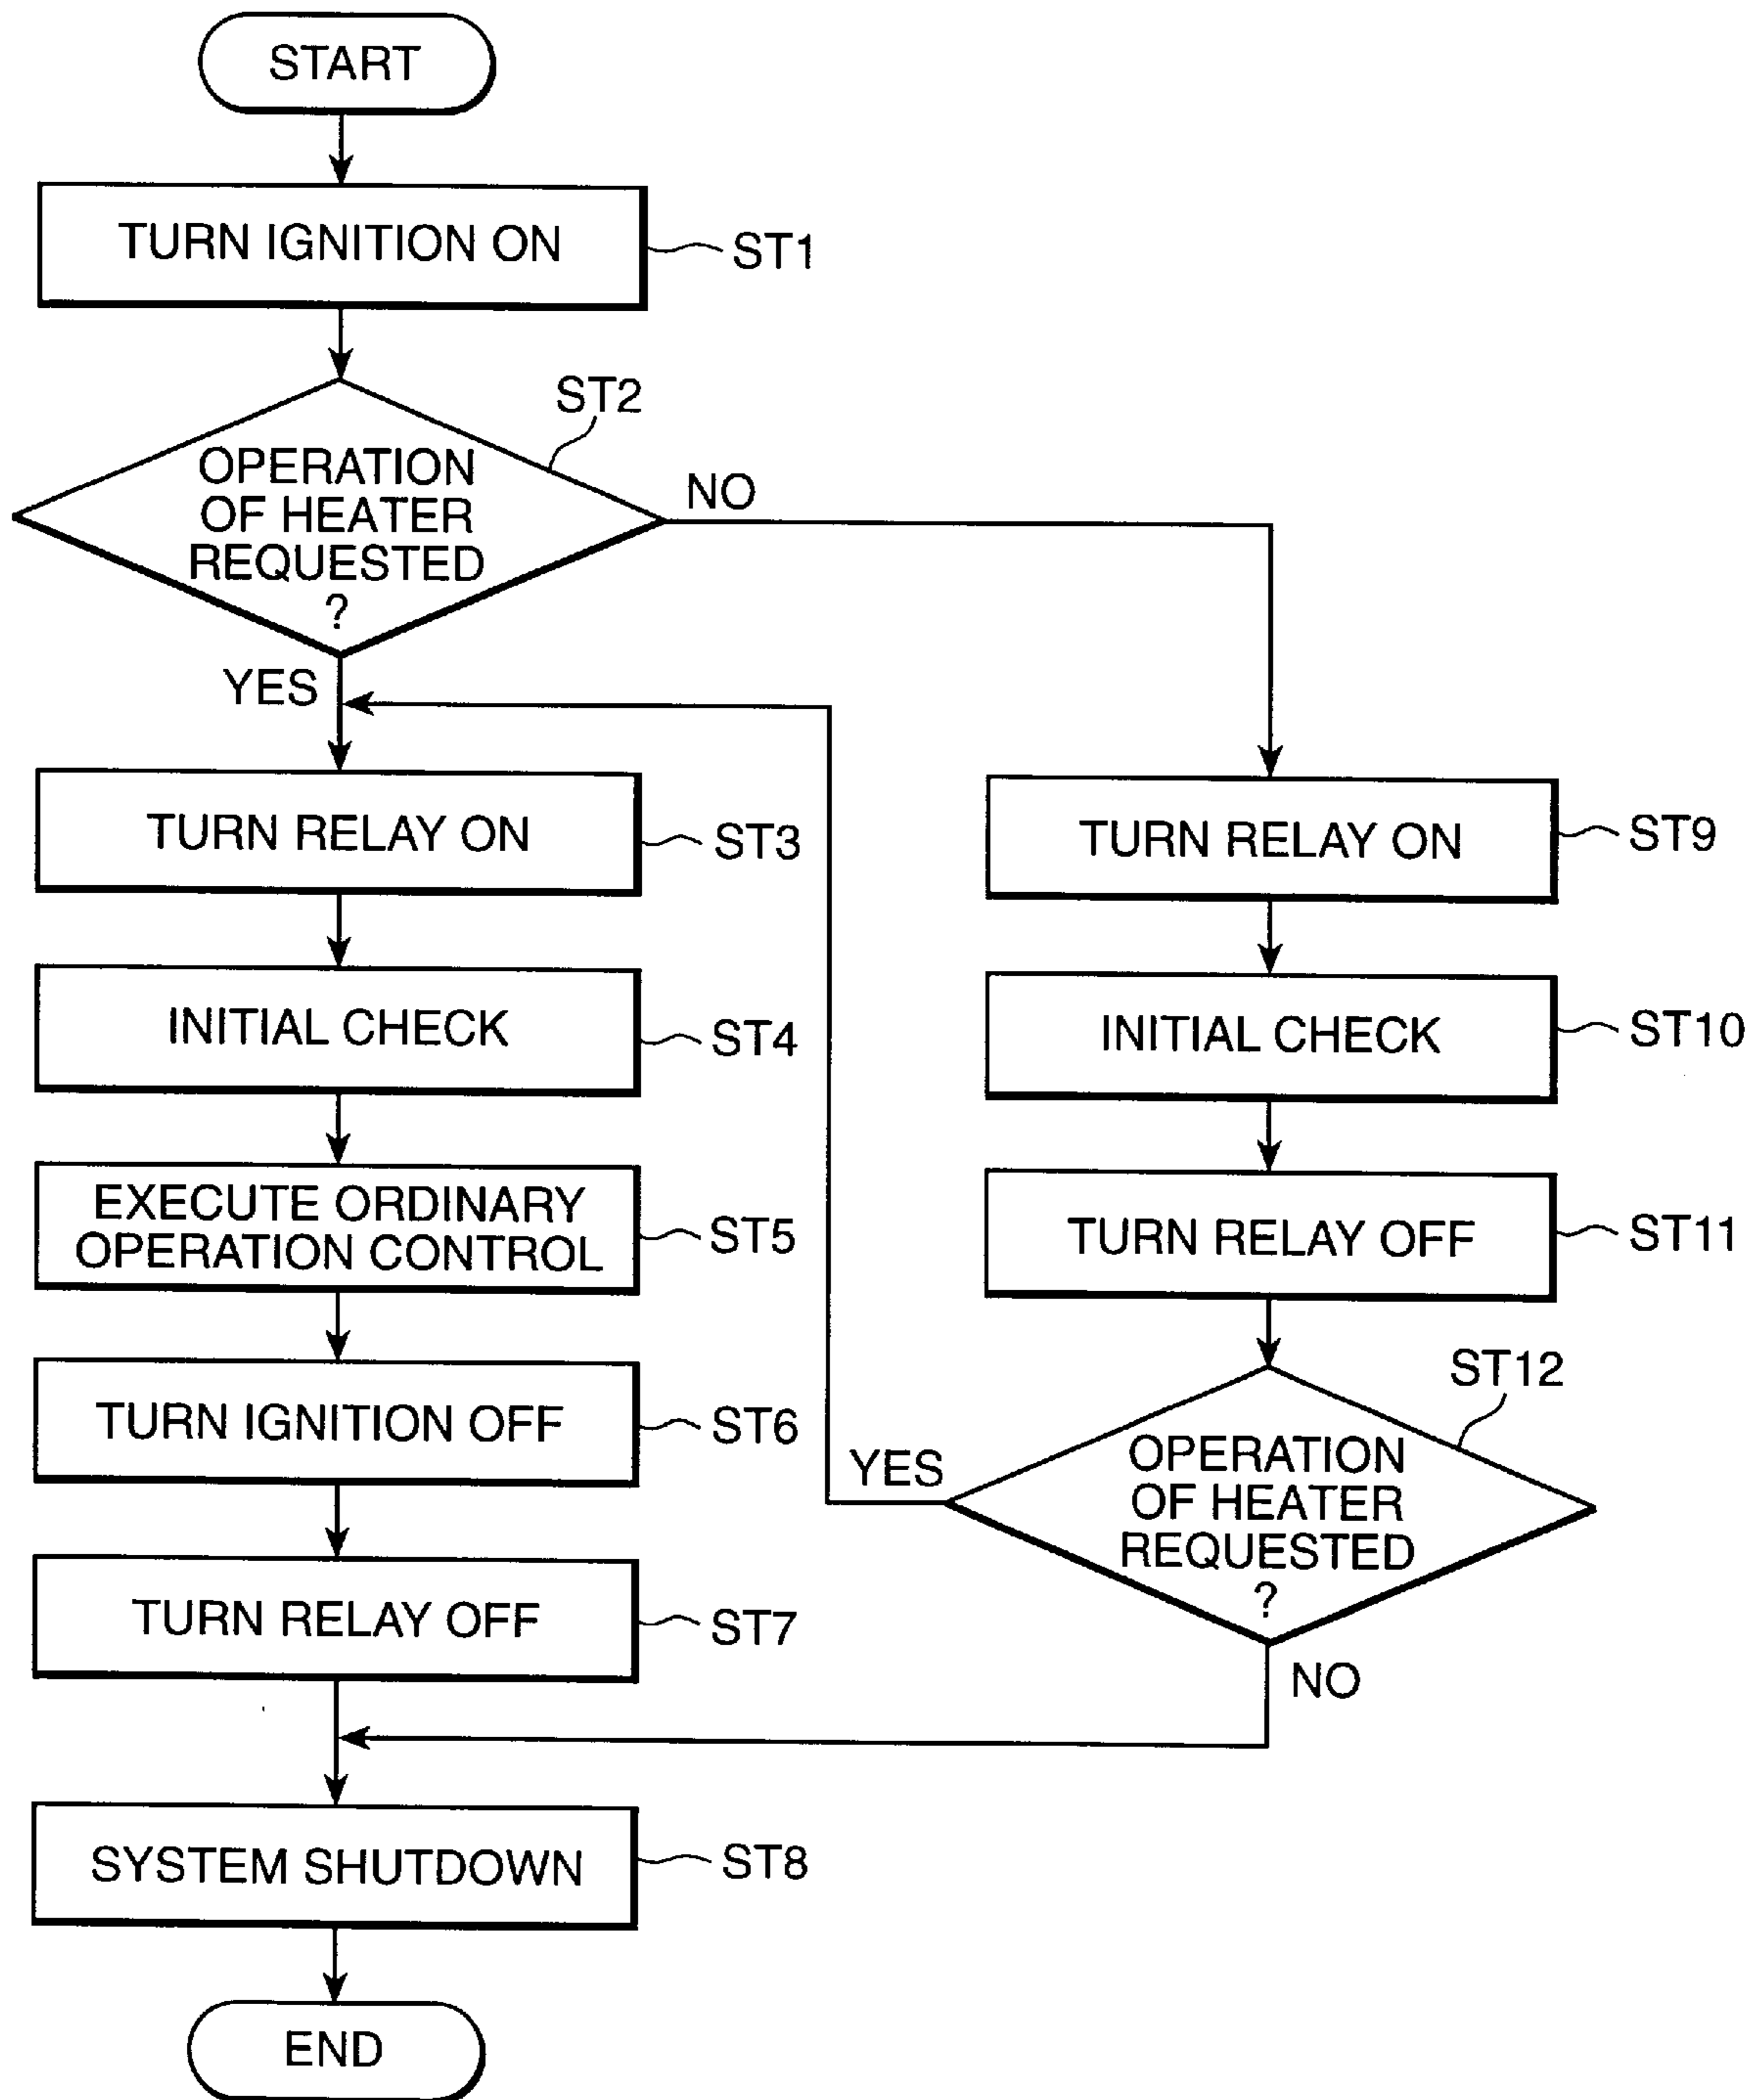 START
TURN IGNITION ON
ST1
ST2
OPERATION
OF HEATER
REQUESTED
?
NO
YES
TURN RELAY ON
ST3
INITIAL CHECK
ST4
EXECUTE ORDINARY
OPERATION CONTROL
ST5
TURN IGNITION OFF
ST6
TURN RELAY OFF
ST7
SYSTEM SHUTDOWN
ST8
END
TURN RELAY ON
ST9
INITIAL CHECK
ST10
TURN RELAY OFF
ST11
ST12
OPERATION
OF HEATER
REQUESTED
?
YES
NO